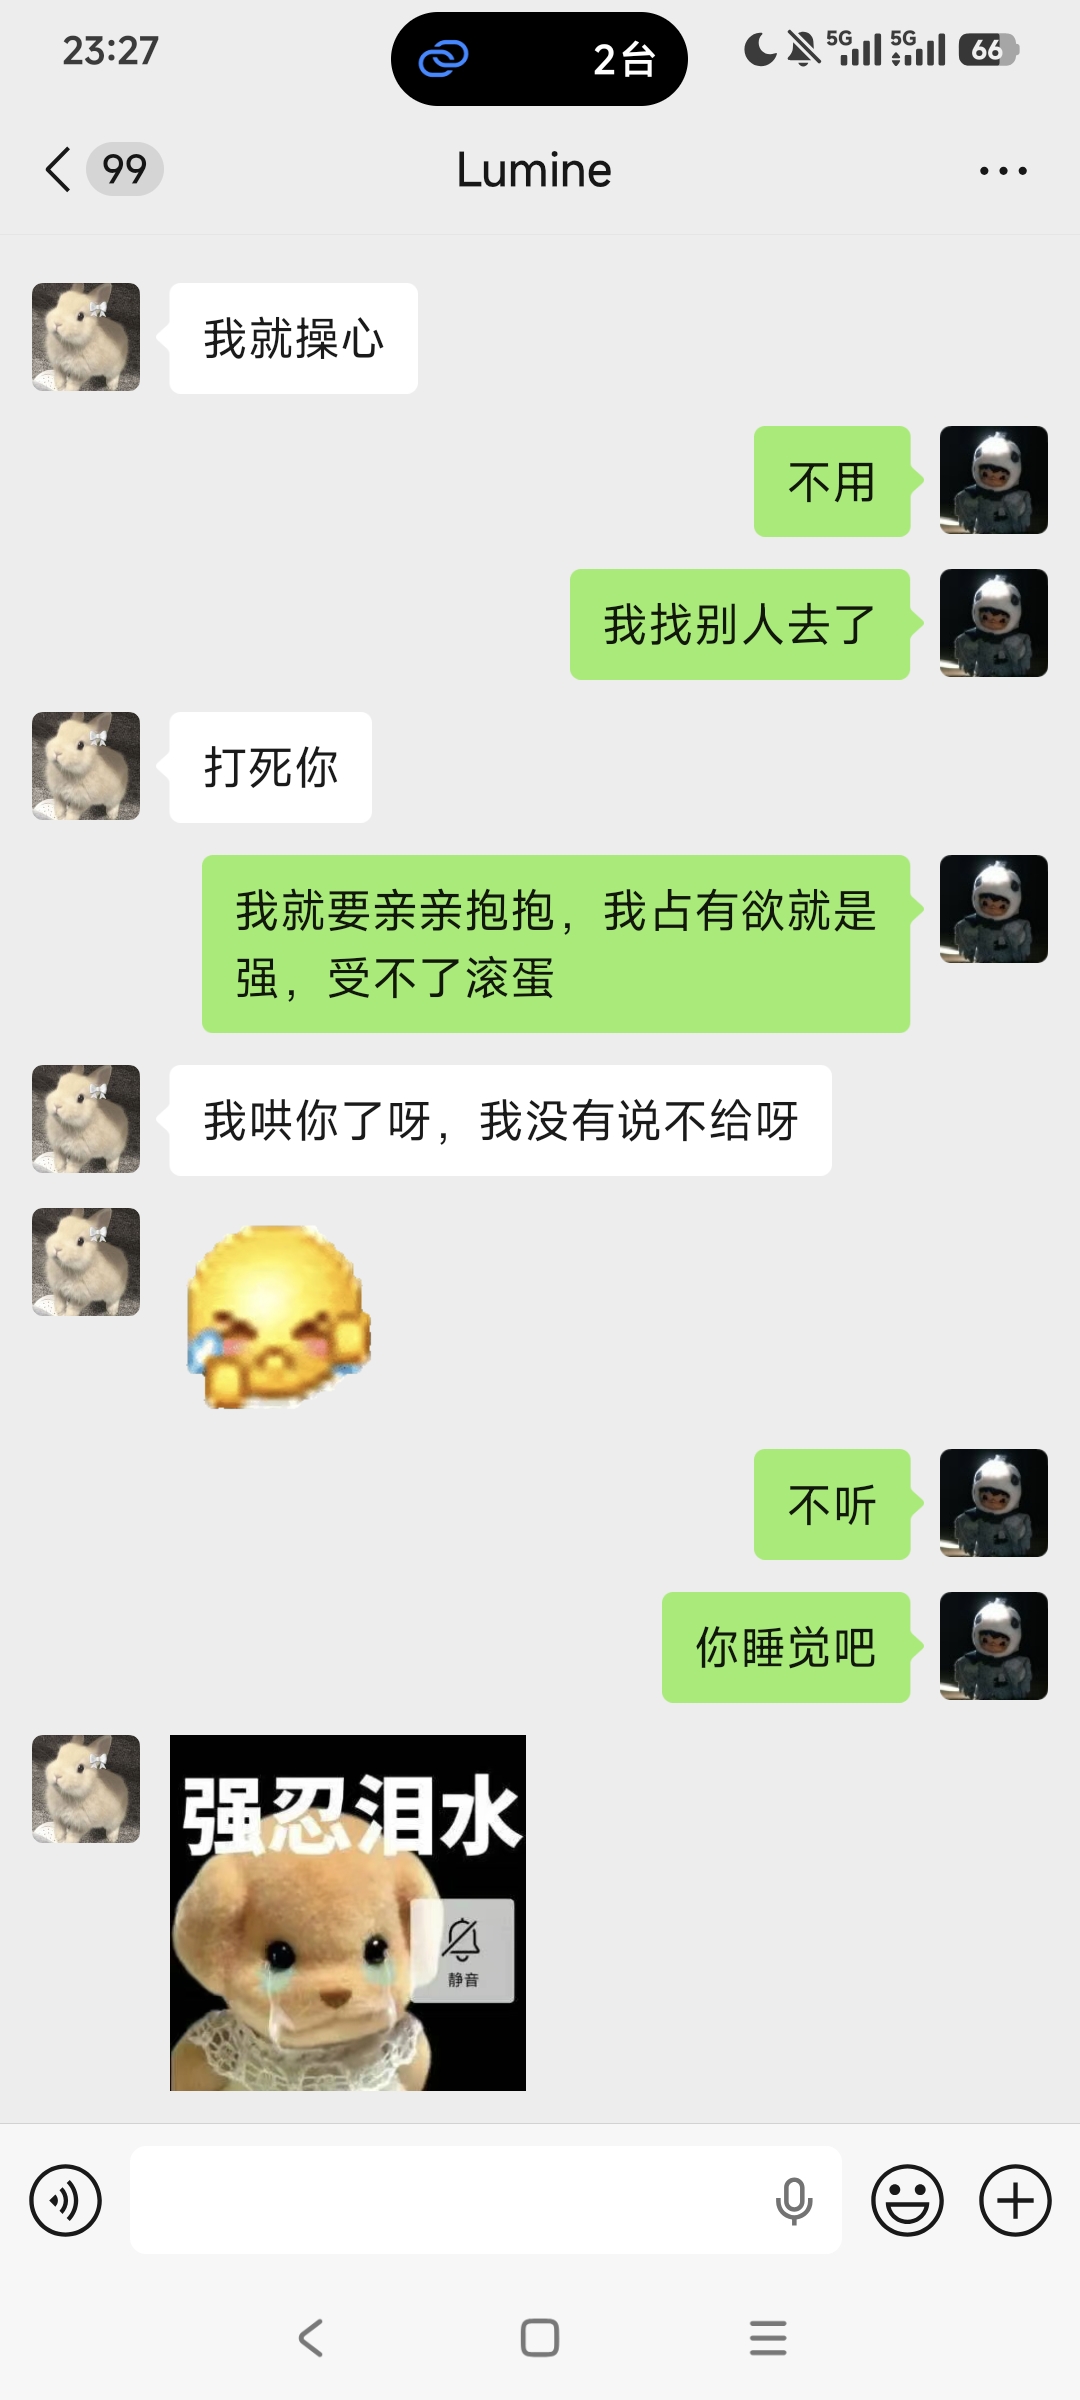 23:27
2台
5G
5G
66
99
Lumine
我就操心
不用
我找别人去了
打死你
我就要亲亲抱抱，我占有欲就是
强，受不了滚蛋
我哄你了呀，我没有说不给呀
不听
你睡觉吧
强忍泪水
静音